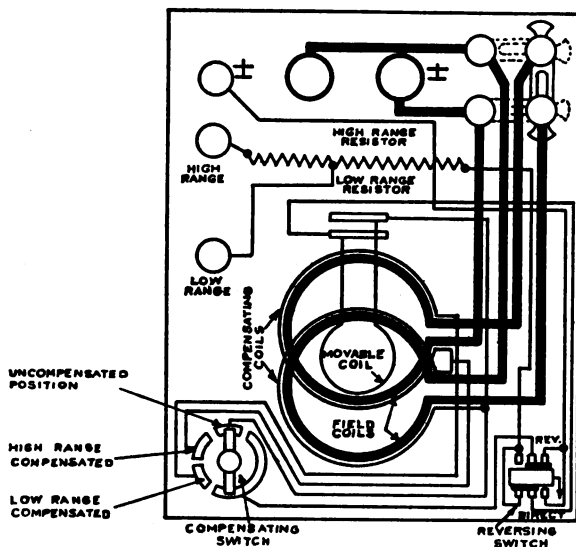 ±
±
HIGH RANGE
RESISTOR
HIGH
RANGE
LOW RANGE
RESISTOR
LOW
RANGE
COMPENSATING
COILS
MOVABLE
COIL
UNCOMPENSATED
POSITION
FIELD
COILS
HIGH RANGE
COMPENSATED
REV.
LOW RANGE
COMPENSATED
DIRECT
COMPENSATING
SWITCH
REVERSING
SWITCH